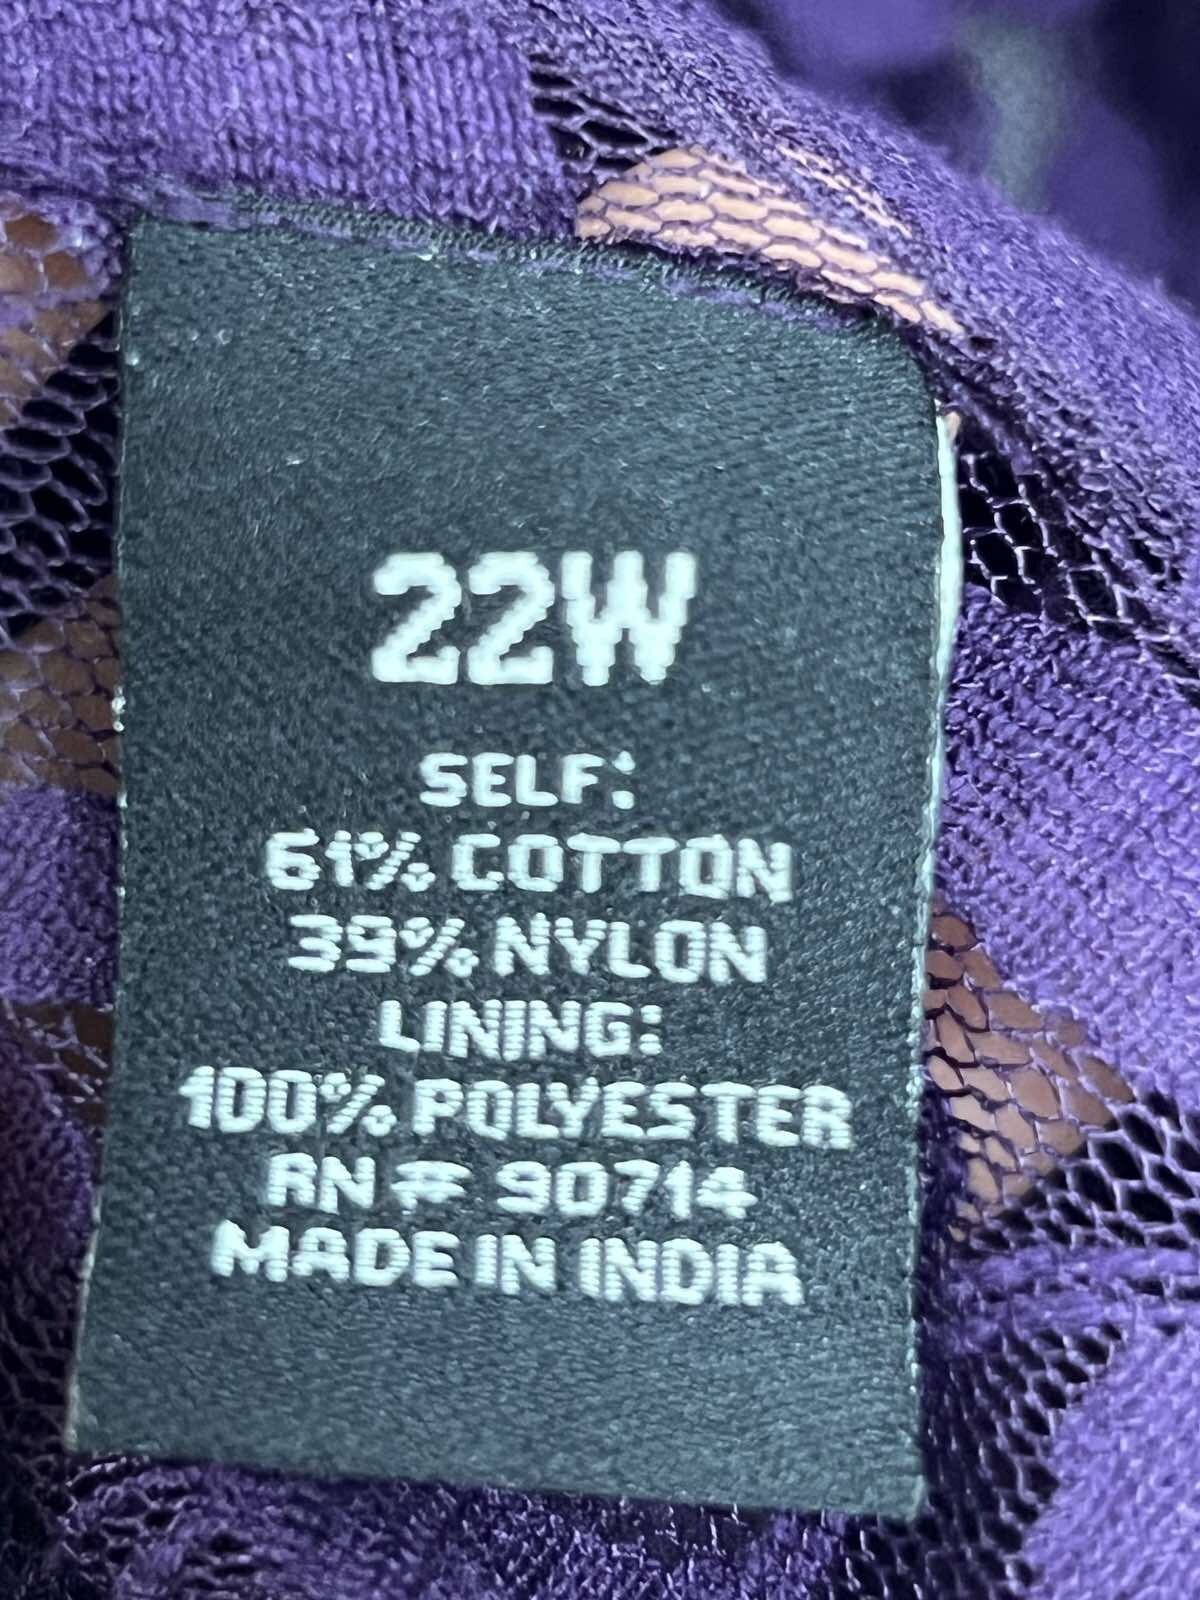 22W
SELF:
61% COTTON
39% NYLON
LINING:
100% POLYESTER
RN# 90714
MADE IN INDIA